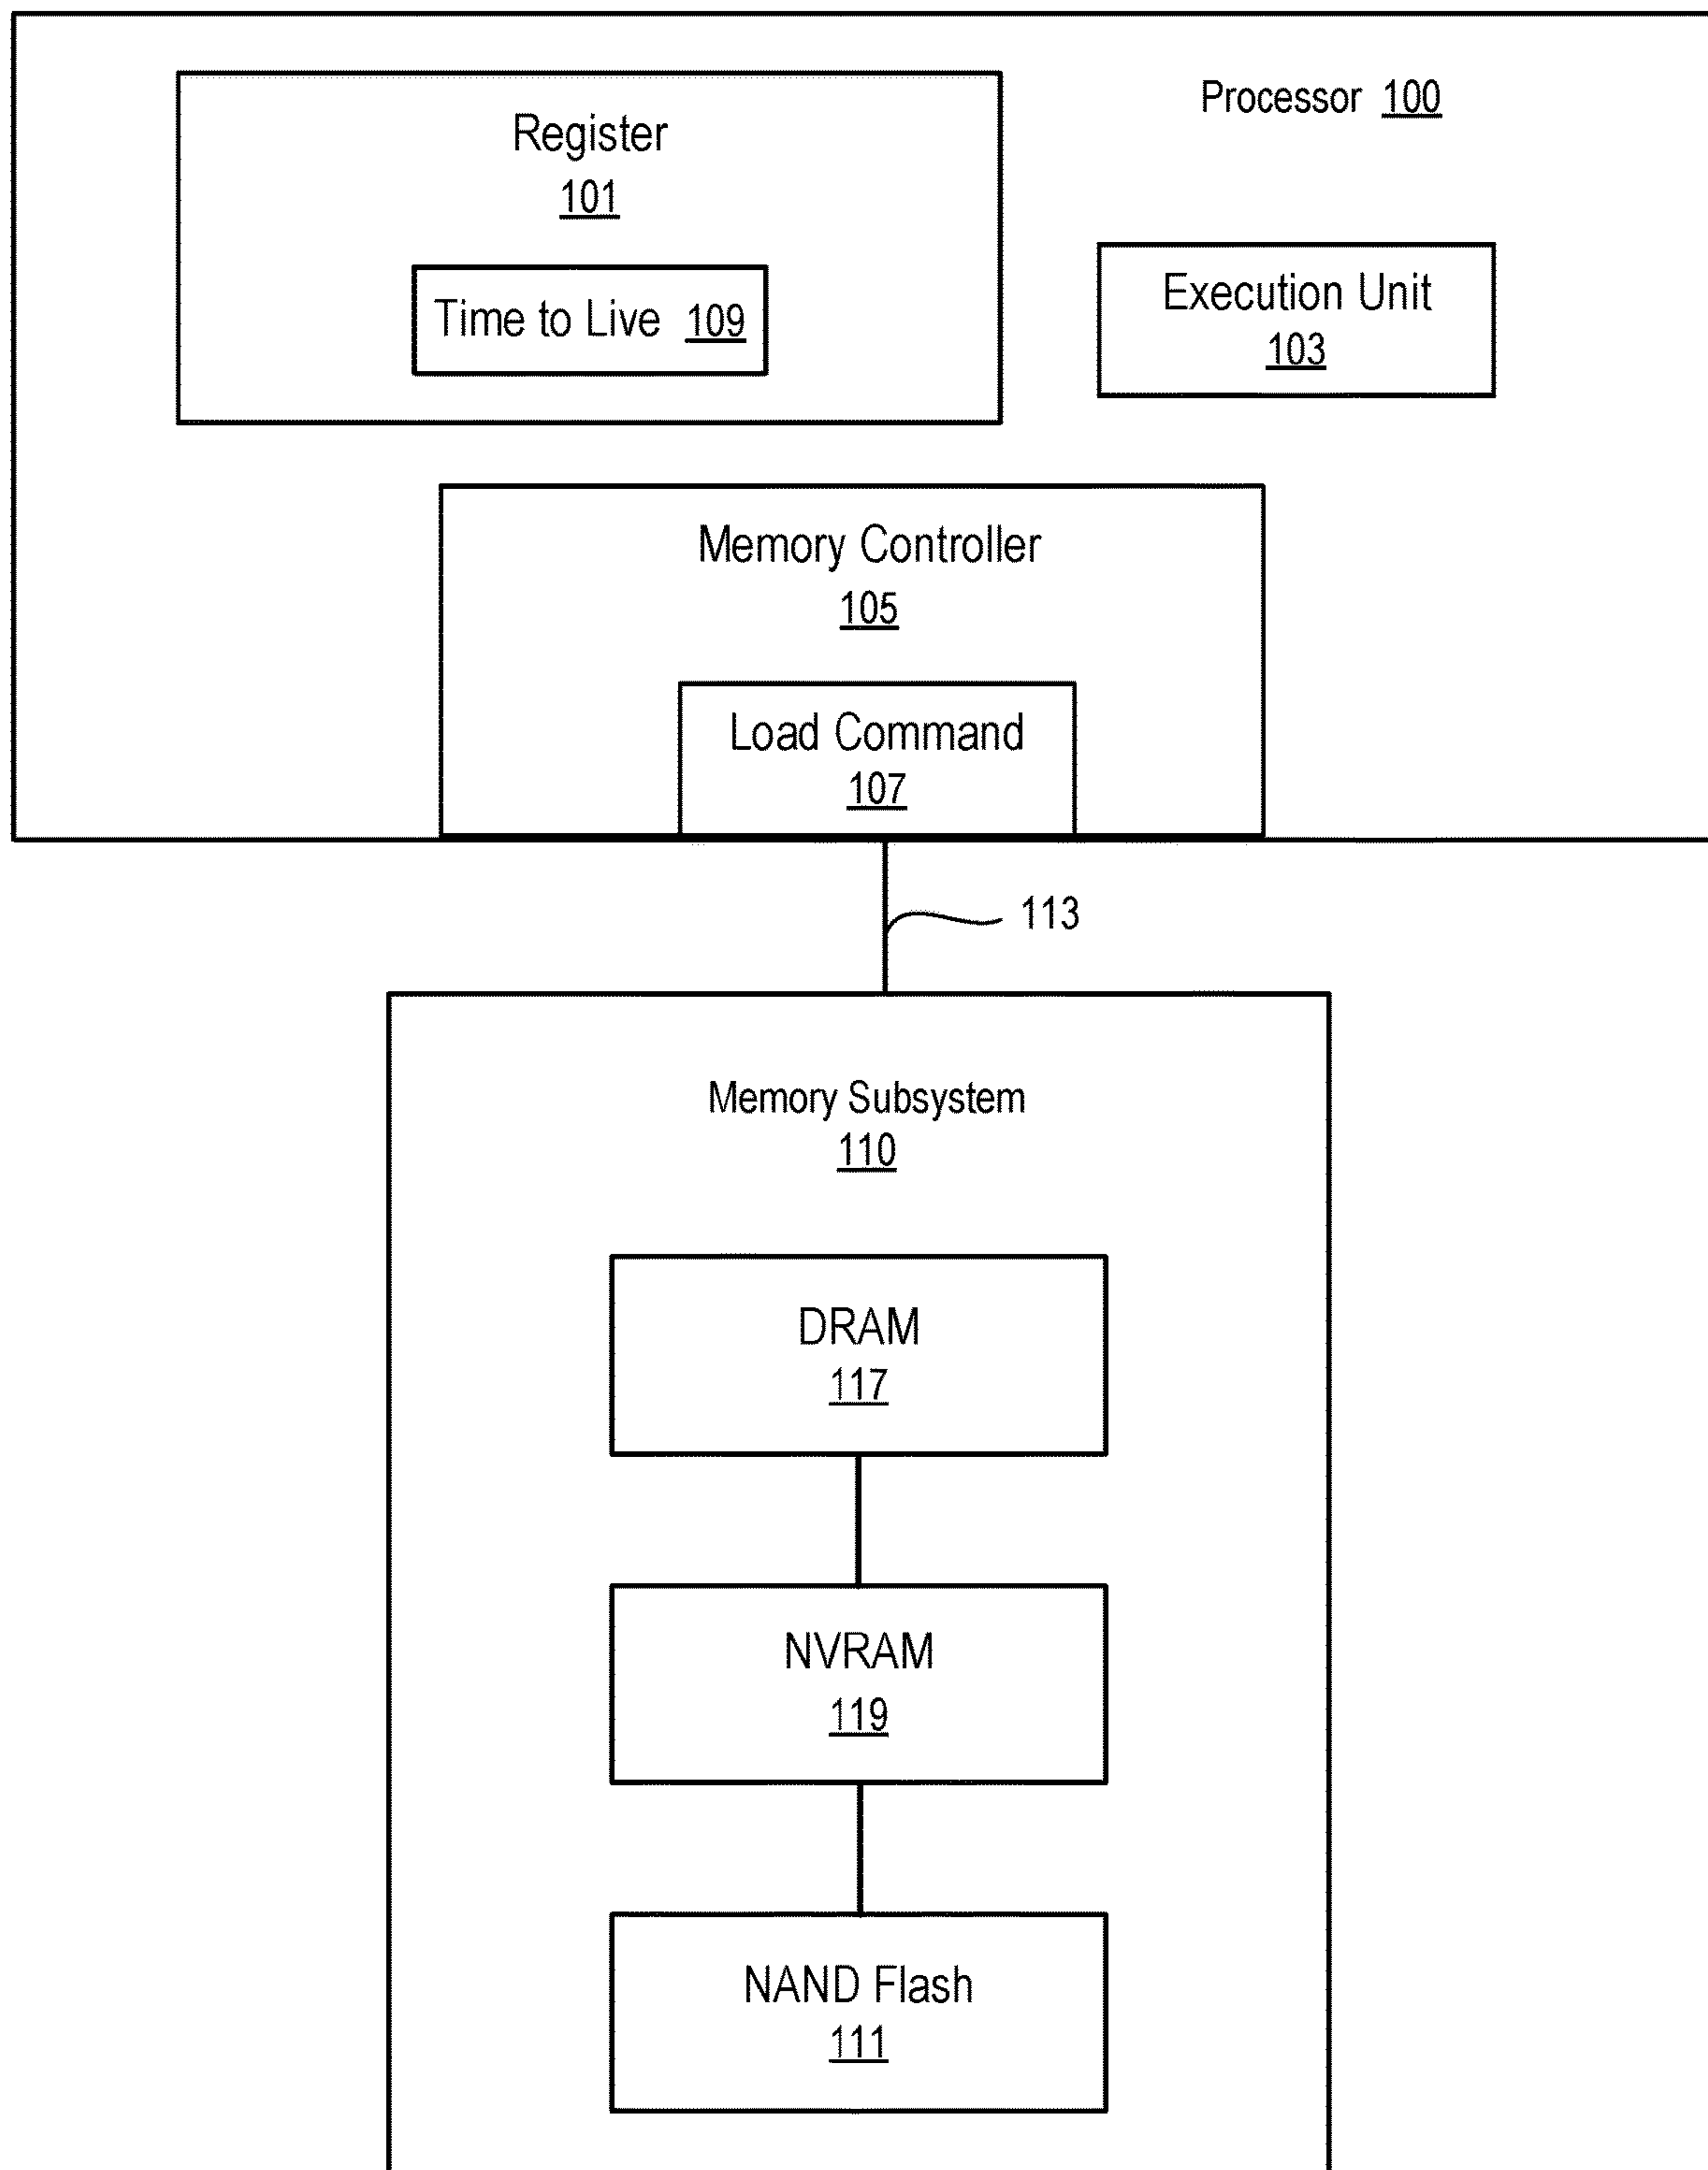 Processor 100
Register
101
Time to Live 109
Execution Unit
103
Memory Controller
105
Load Command
107
113
Memory Subsystem
110
DRAM
117
NVRAM
119
NAND Flash
111